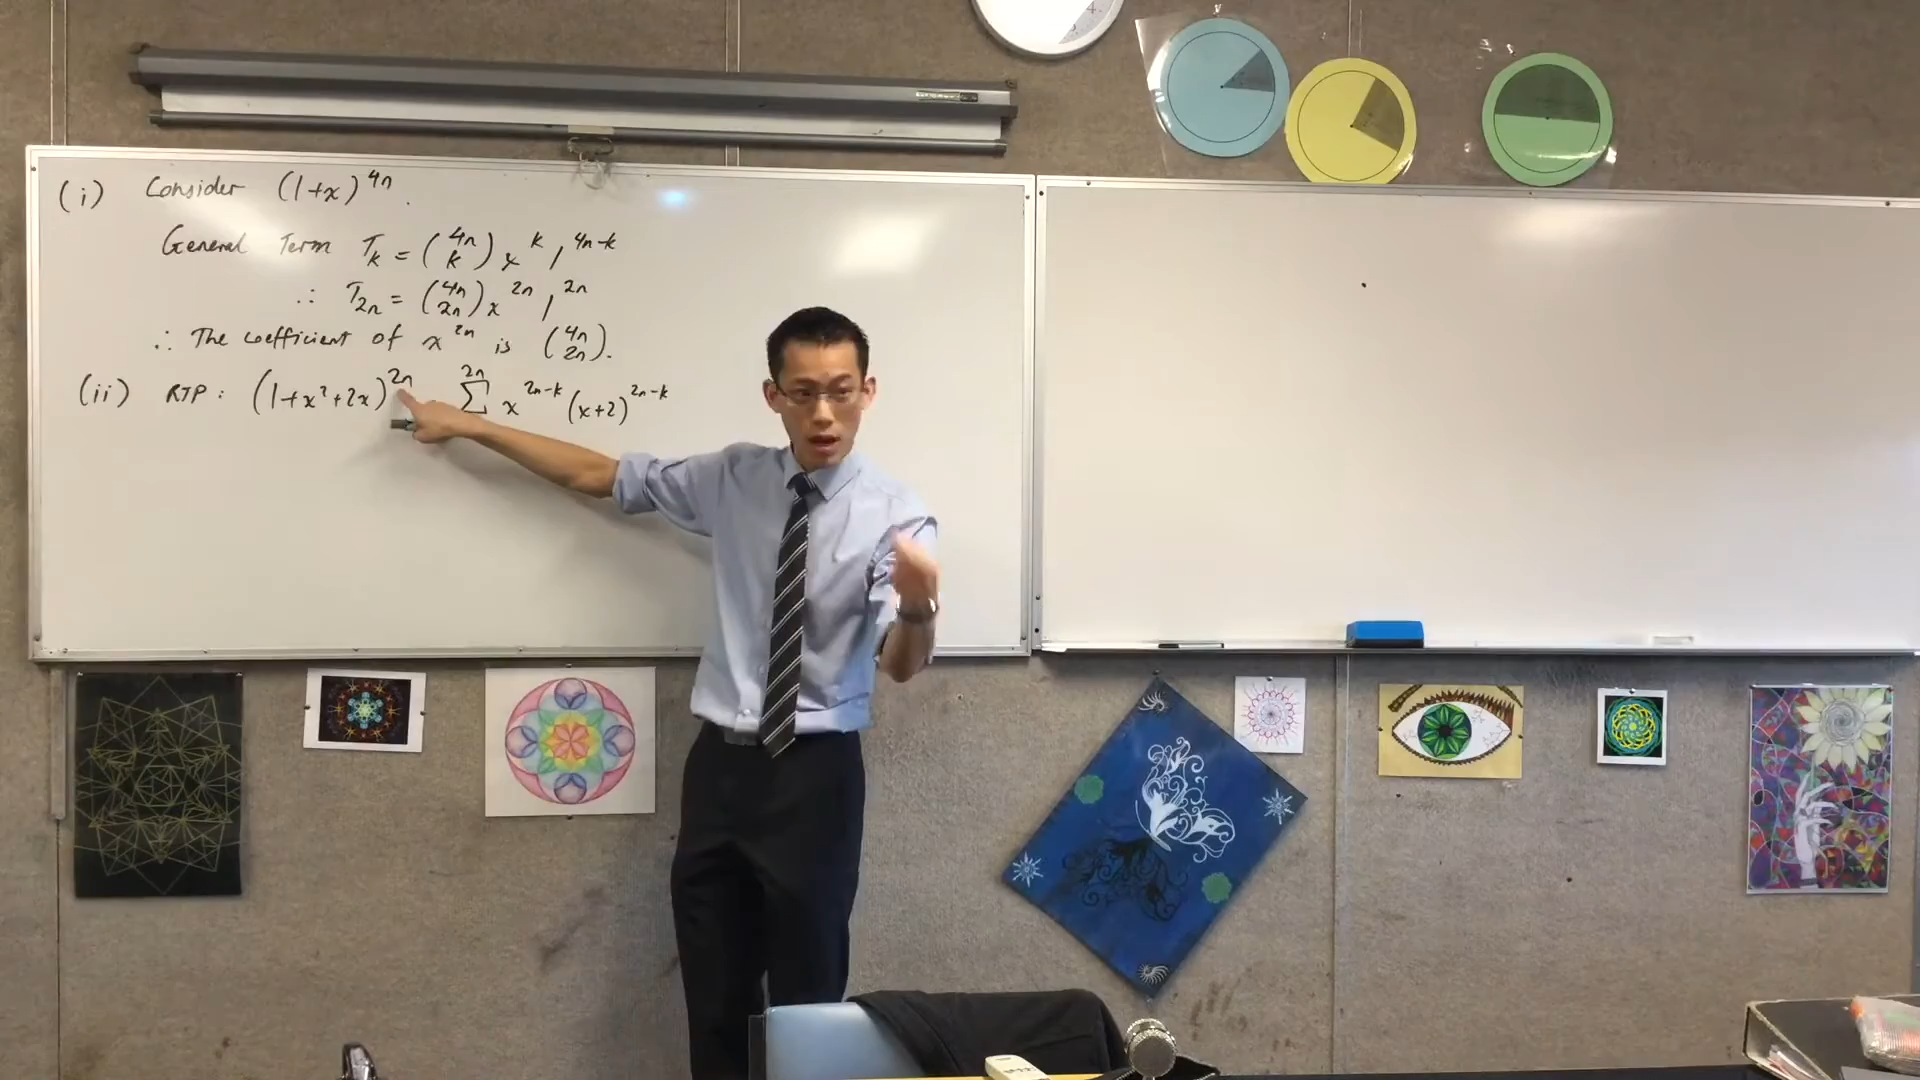 (i) Consider (1+x)^4n.
General Term T_k = (4n k) x^k 1^4n-k
∴ T_2n = (4n 2n) x^2n 1^2n
∴ The coefficient of x^2n is (4n 2n).
(ii) RTP: (1+x²+2x)^2n 2n Σ x^2n-k (x+2)^2n-k